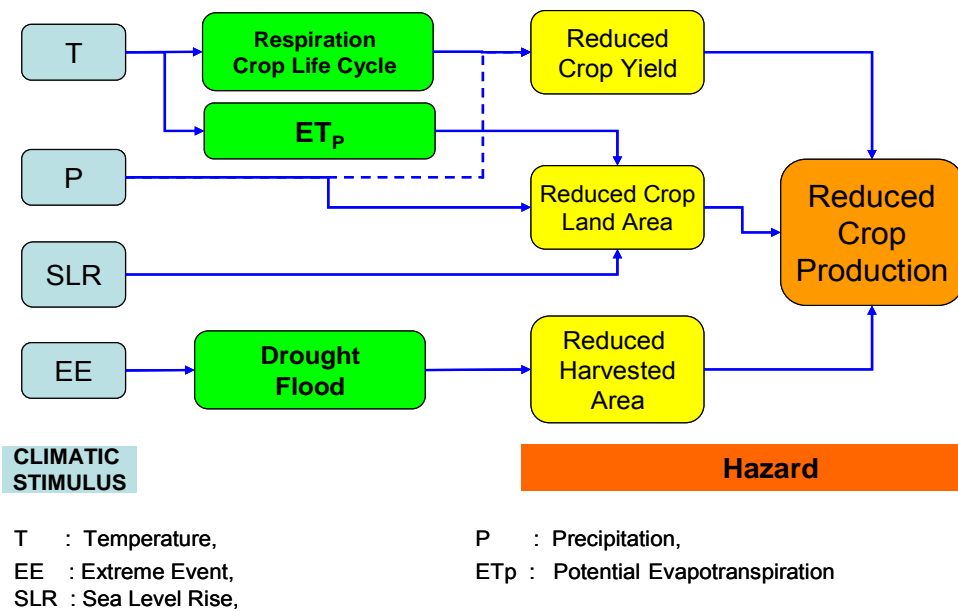 T
Respiration
Crop Life Cycle
Reduced
Crop Yield
ETP
P
Reduced Crop
Land Area
Reduced
Crop
Production
SLR
EE
Drought
Flood
Reduced
Harvested
Area
CLIMATIC
STIMULUS
Hazard
T : Temperature,
P : Precipitation,
EE : Extreme Event,
ETp : Potential Evapotranspiration
SLR : Sea Level Rise,